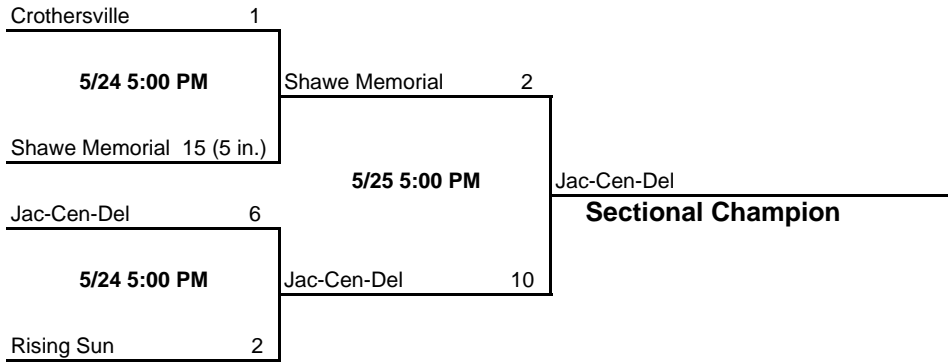 Crothersville 1
5/24 5:00 PM
Shawe Memorial 2
Shawe Memorial 15 (5 in.)
5/25 5:00 PM
Jac-Cen-Del
Jac-Cen-Del 6
Sectional Champion
5/24 5:00 PM
Jac-Cen-Del 10
Rising Sun 2